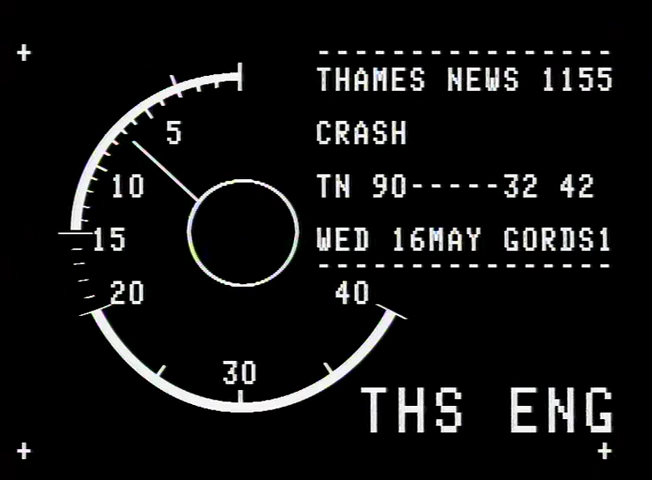 ----------------
THAMES NEWS 1155
CRASH
TN 90-----32 42
WED 16MAY GORDS1
----------------
5
10
15
20
30
40
THS ENG